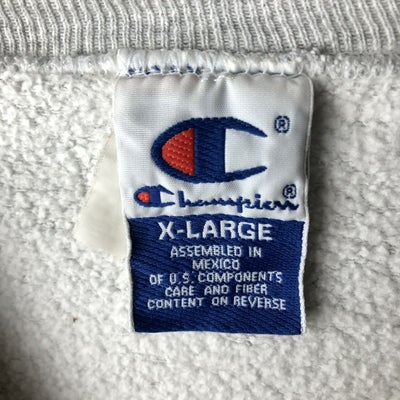 ®
Champion®
X-LARGE
ASSEMBLED IN
MEXICO
OF U.S. COMPONENTS
CARE AND FIBER
CONTENT ON REVERSE